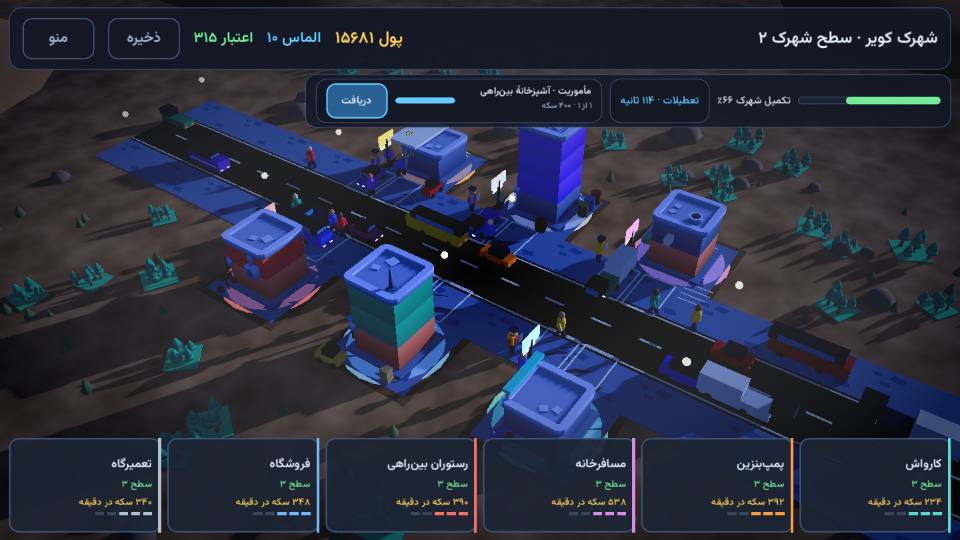 شهرک کویر · سطح شهرک ۲
پول ۱۵۶۸۱
الماس ۱۰
اعتبار ۳۱۵
ذخیره
منو
تکمیل شهرک ۶۶٪
تعطیلات · ۱۱۴ ثانیه
مأموریت · آشپزخانهٔ بین‌راهی
۱ از ۱ · ۴۰۰ سکه
دریافت
کارواش
سطح ۳
۲۳۴ سکه در دقیقه
پمپ‌بنزین
سطح ۳
۳۹۲ سکه در دقیقه
مسافرخانه
سطح ۳
۵۳۸ سکه در دقیقه
رستوران بین‌راهی
سطح ۳
۳۹۰ سکه در دقیقه
فروشگاه
سطح ۳
۳۴۸ سکه در دقیقه
تعمیرگاه
سطح ۳
۳۴۰ سکه در دقیقه